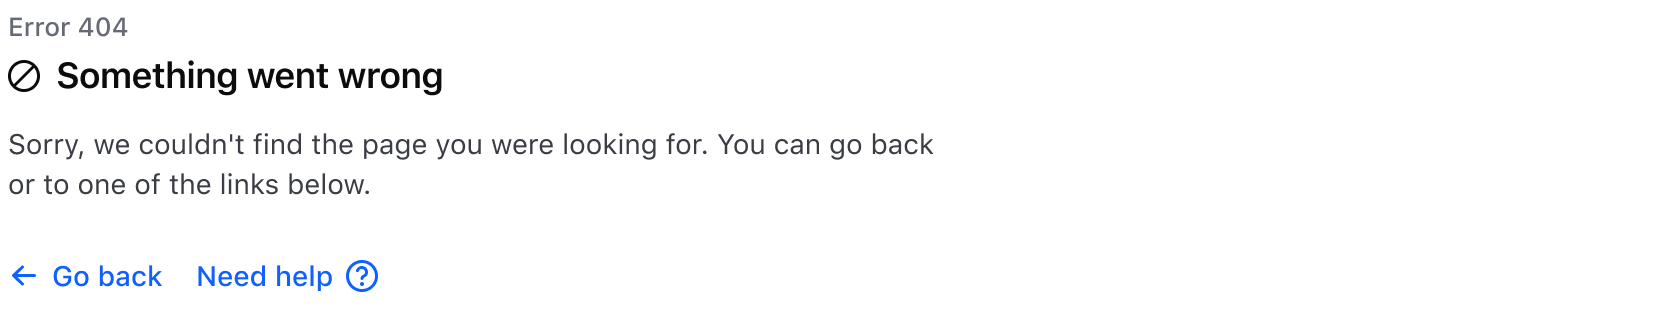 Error 404
Something went wrong
Sorry, we couldn't find the page you were looking for. You can go back
or to one of the links below.
Go back Need help